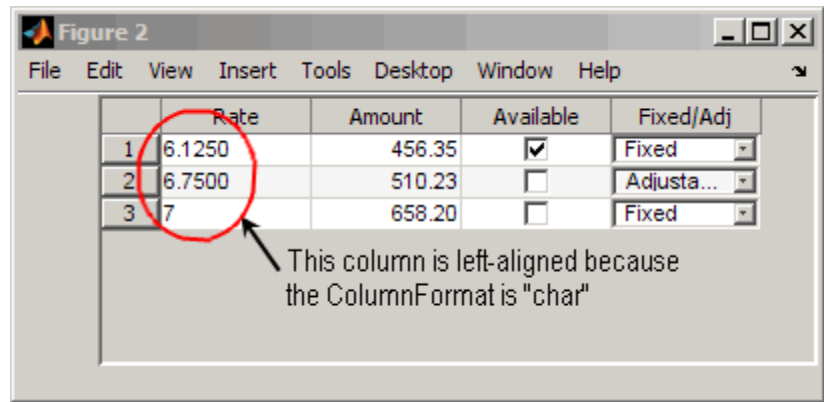 Figure 2
File Edit View Insert Tools Desktop Window Help
Rate Amount Available Fixed/Adj
1 6.1250 456.35 Fixed
2 6.7500 510.23 Adjusta...
3 7 658.20 Fixed
This column is left-aligned because
the ColumnFormat is "char"